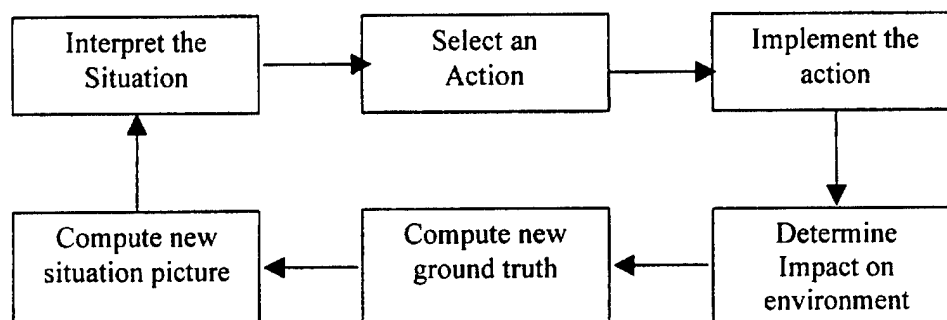 Interpret the
Situation
Select an
Action
Implement the
action
Determine
Impact on
environment
Compute new
ground truth
Compute new
situation picture